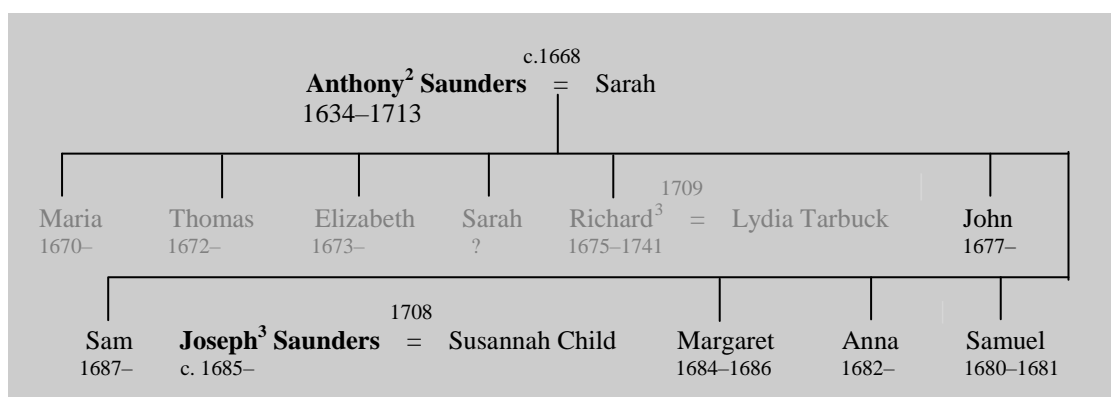 c.1668
Anthony² Saunders = Sarah
1634–1713
1709
Maria Thomas Elizabeth Sarah Richard³ = Lydia Tarbuck John
1670– 1672– 1673– ? 1675–1741 1677–
1708
Sam Joseph³ Saunders = Susannah Child Margaret Anna Samuel
1687– c. 1685– 1684–1686 1682– 1680–1681